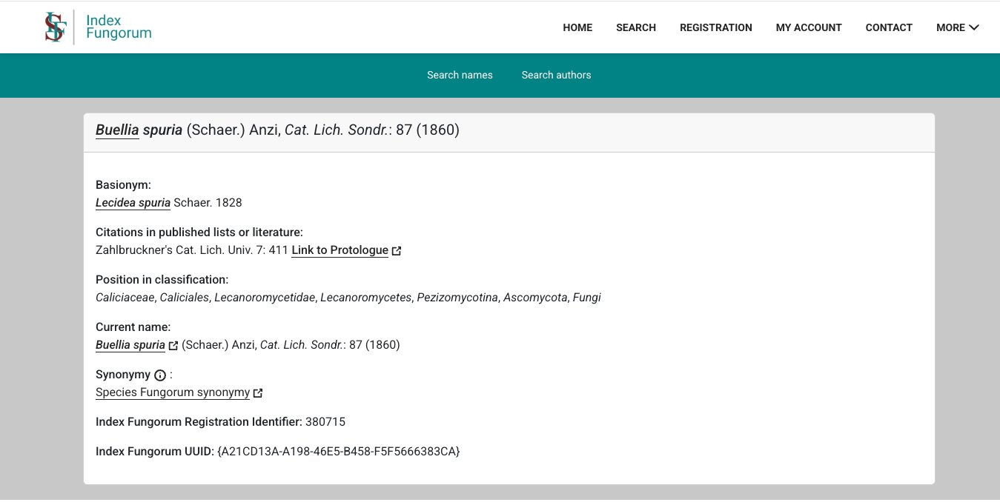 Index
Fungorum
HOME SEARCH REGISTRATION MY ACCOUNT CONTACT MORE
Search names Search authors
Buellia spuria (Schaer.) Anzi, Cat. Lich. Sondr.: 87 (1860)
Basionym:
Lecidea spuria Schaer. 1828
Citations in published lists or literature:
Zahlbruckner's Cat. Lich. Univ. 7: 411 Link to Protologue
Position in classification:
Caliciaceae, Caliciales, Lecanoromycetidae, Lecanoromycetes, Pezizomycotina, Ascomycota, Fungi
Current name:
Buellia spuria (Schaer.) Anzi, Cat. Lich. Sondr.: 87 (1860)
Synonymy :
Species Fungorum synonymy
Index Fungorum Registration Identifier: 380715
Index Fungorum UUID: {A21CD13A-A198-46E5-B458-F5F5666383CA}